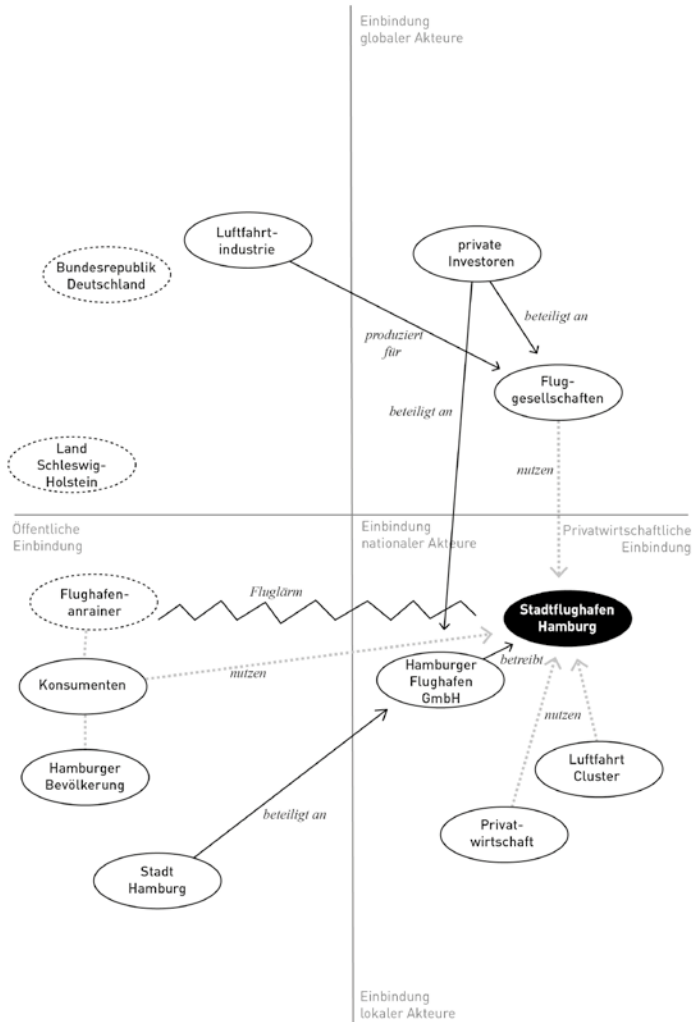 Einbindung
globaler Akteure
Luftfahrt-
industrie
private
Investoren
Bundesrepublik
Deutschland
beteiligt an
produziert
für
Flug-
gesellschaften
beteiligt an
Land
Schleswig-
Holstein
nutzen
Öffentliche
Einbindung
Einbindung
nationaler Akteure
Privatwirtschaftliche
Einbindung
Flughafen-
anrainer
Fluglärm
Stadtflughafen
Hamburg
Konsumenten
nutzen
Hamburger
Flughafen
GmbH
betreibt
nutzen
Hamburger
Bevölkerung
Luftfahrt
Cluster
beteiligt an
Privat-
wirtschaft
Stadt
Hamburg
Einbindung
lokaler Akteure